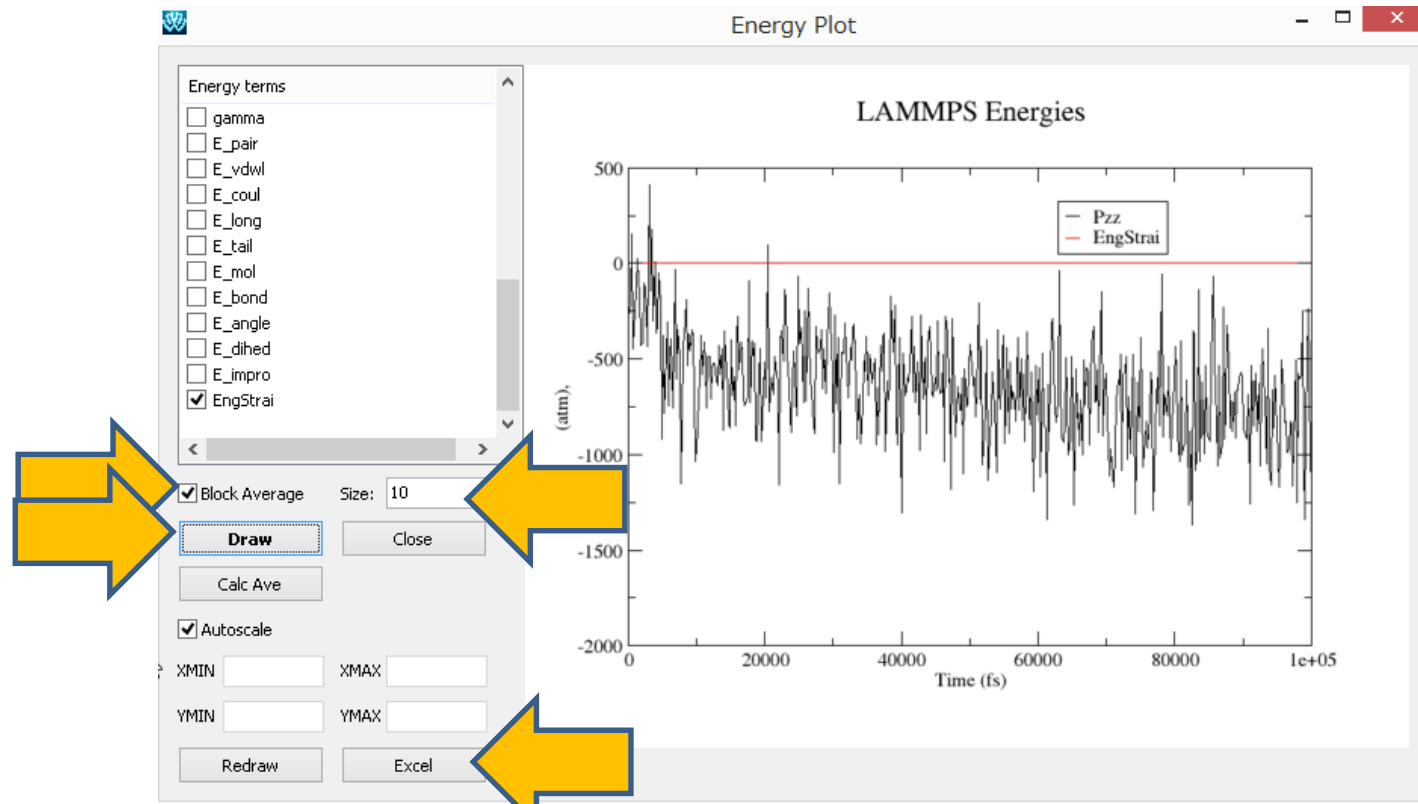 Energy Plot
Energy terms
gamma
E_pair
E_vdwl
E_coul
E_long
E_tail
E_mol
E_bond
E_angle
E_dihed
E_impro
EngStrai
Block Average Size: 10
Draw Close
Calc Ave
Autoscale
XMIN XMAX
YMIN YMAX
Redraw Excel
LAMMPS Energies
500
0
-500
-1000
-1500
-2000
(atm),
Pzz
EngStrai
0 20000 40000 60000 80000 1e+05
Time (fs)